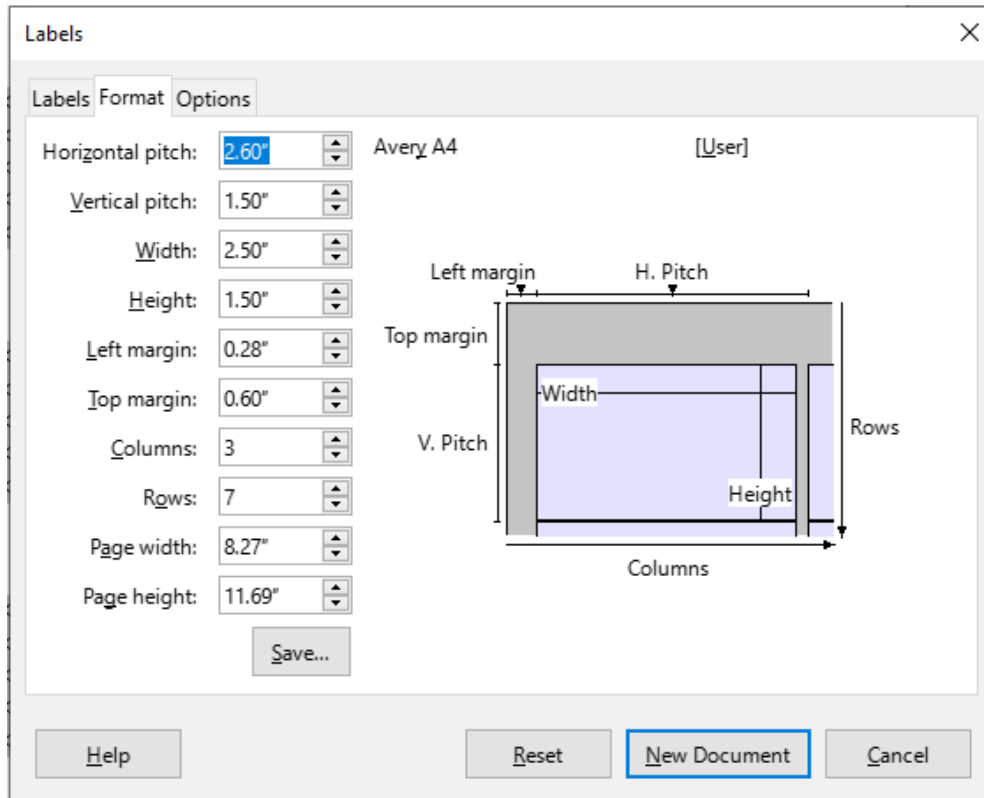 Labels
Labels Format Options
Horizontal pitch: 2.60" Avery A4 [User]
Vertical pitch: 1.50"
Width: 2.50"
Height: 1.50"
Left margin: 0.28"
Top margin: 0.60"
Columns: 3
Rows: 7
Page width: 8.27"
Page height: 11.69"
Save...
Left margin H. Pitch
Top margin
Width
V. Pitch
Rows
Height
Columns
Help Reset New Document Cancel